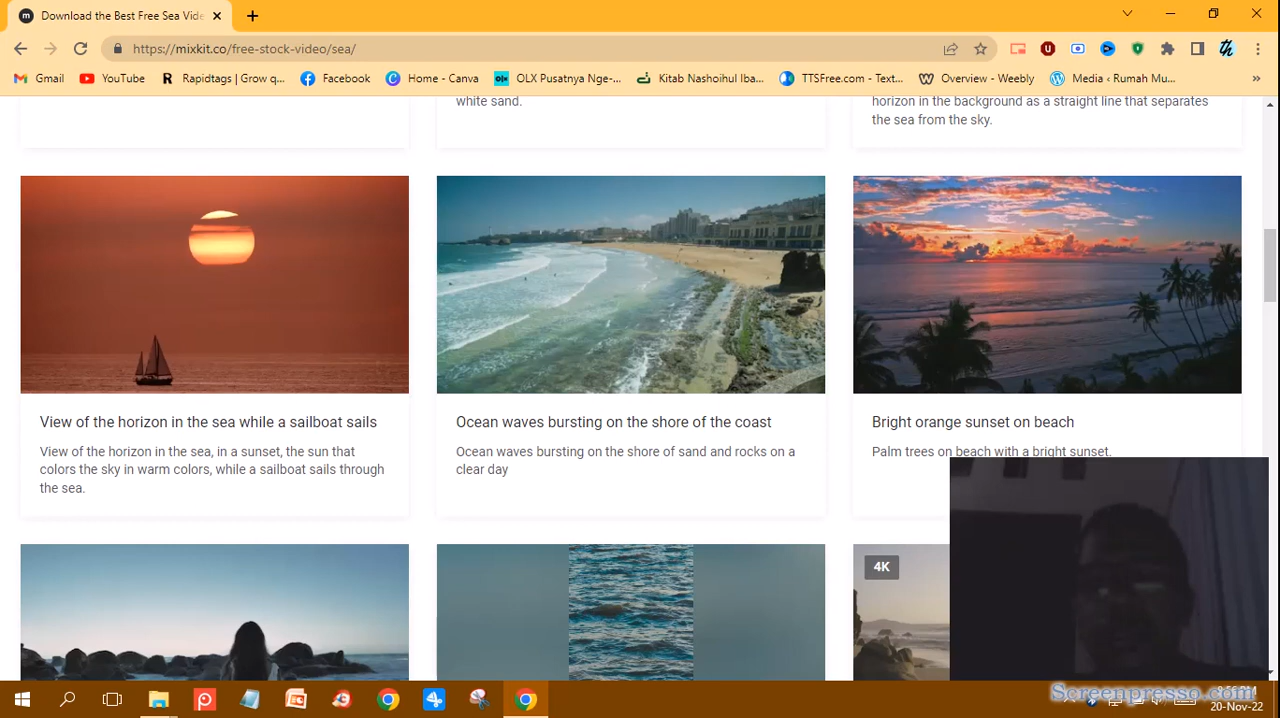 m Download the Best Free Sea Vide
https://mixkit.co/free-stock-video/sea/
Gmail YouTube Rapidtags | Grow q... Facebook Home - Canva OLX Pusatnya Nge-... Kitab Nashoihul Iba... TTSFree.com - Text... Overview - Weebly Media ‹ Rumah Mu... »
white sand.
horizon in the background as a straight line that separates
the sea from the sky.
View of the horizon in the sea while a sailboat sails
View of the horizon in the sea, in a sunset, the sun that
colors the sky in warm colors, while a sailboat sails through
the sea.
Ocean waves bursting on the shore of the coast
Ocean waves bursting on the shore of sand and rocks on a
clear day
Bright orange sunset on beach
Palm trees on beach with a bright sunset.
4K
Screenpresso.com
20-Nov-22